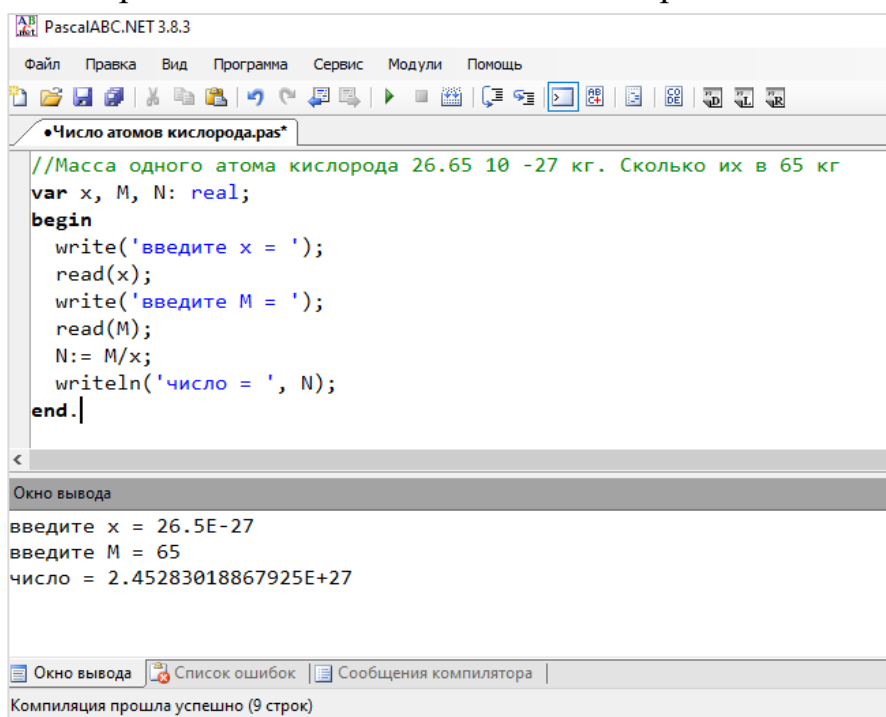 PascalABC.NET 3.8.3
Файл Правка Вид Программа Сервис Модули Помощь
•Число атомов кислорода.pas*
//Масса одного атома кислорода 26.65 10 -27 кг. Сколько их в 65 кг
var x, M, N: real;
begin
write('введите x = ');
read(x);
write('введите M = ');
read(M);
N:= M/x;
writeln('число = ', N);
end.
Окно вывода
введите x = 26.5E-27
введите M = 65
число = 2.45283018867925E+27
Окно вывода Список ошибок Сообщения компилятора
Компиляция прошла успешно (9 строк)